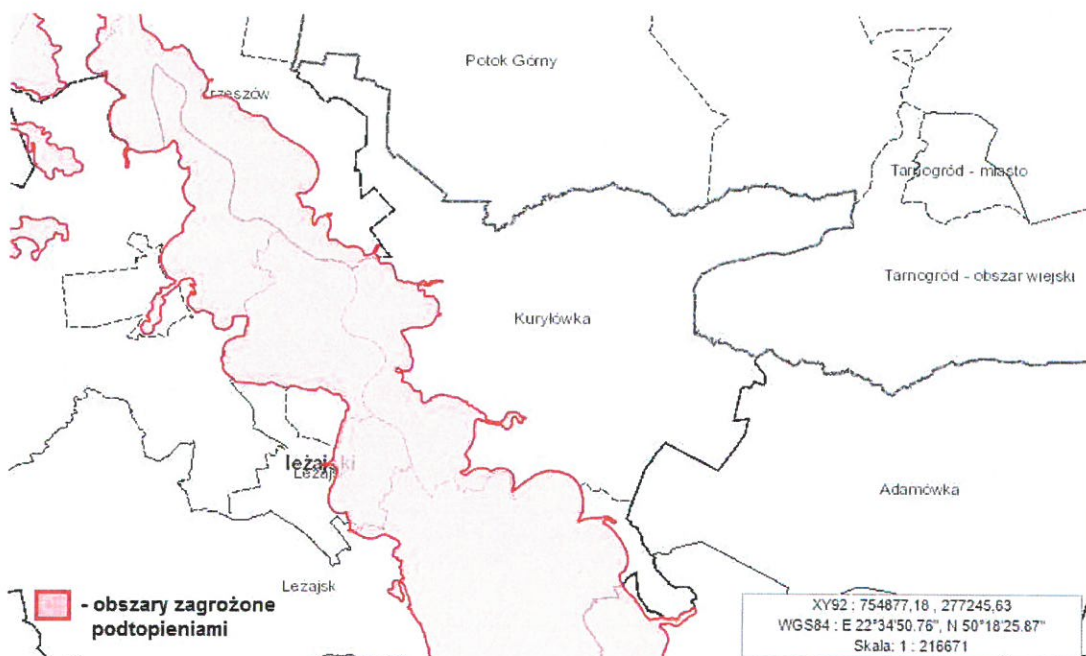 Potok Górny
rzeszów
Tarnogród - miasto
Tarnogród - obszar wiejski
Kuryłówka
leżajski
Leżajsk
Adamówka
Leżajsk
- obszary zagrożone
podtopieniami
XY92 : 754877,18 , 277245,63
WGS84 : E 22°34'50.76", N 50°18'25.87"
Skala: 1 : 216671